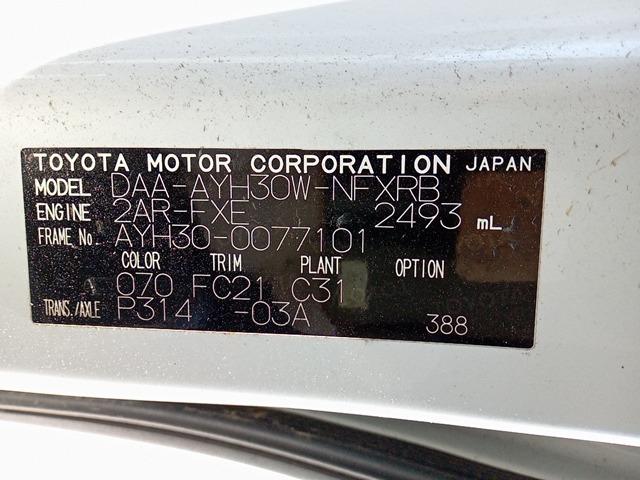 TOYOTA MOTOR CORPORATION JAPAN
MODEL DAA-AYH30W-NFXRB
ENGINE 2AR-FXE 2493 mL
FRAME No. AYH30-0077101
COLOR TRIM PLANT OPTION
070 FC21 C31
TRANS./AXLE P314 -03A 388